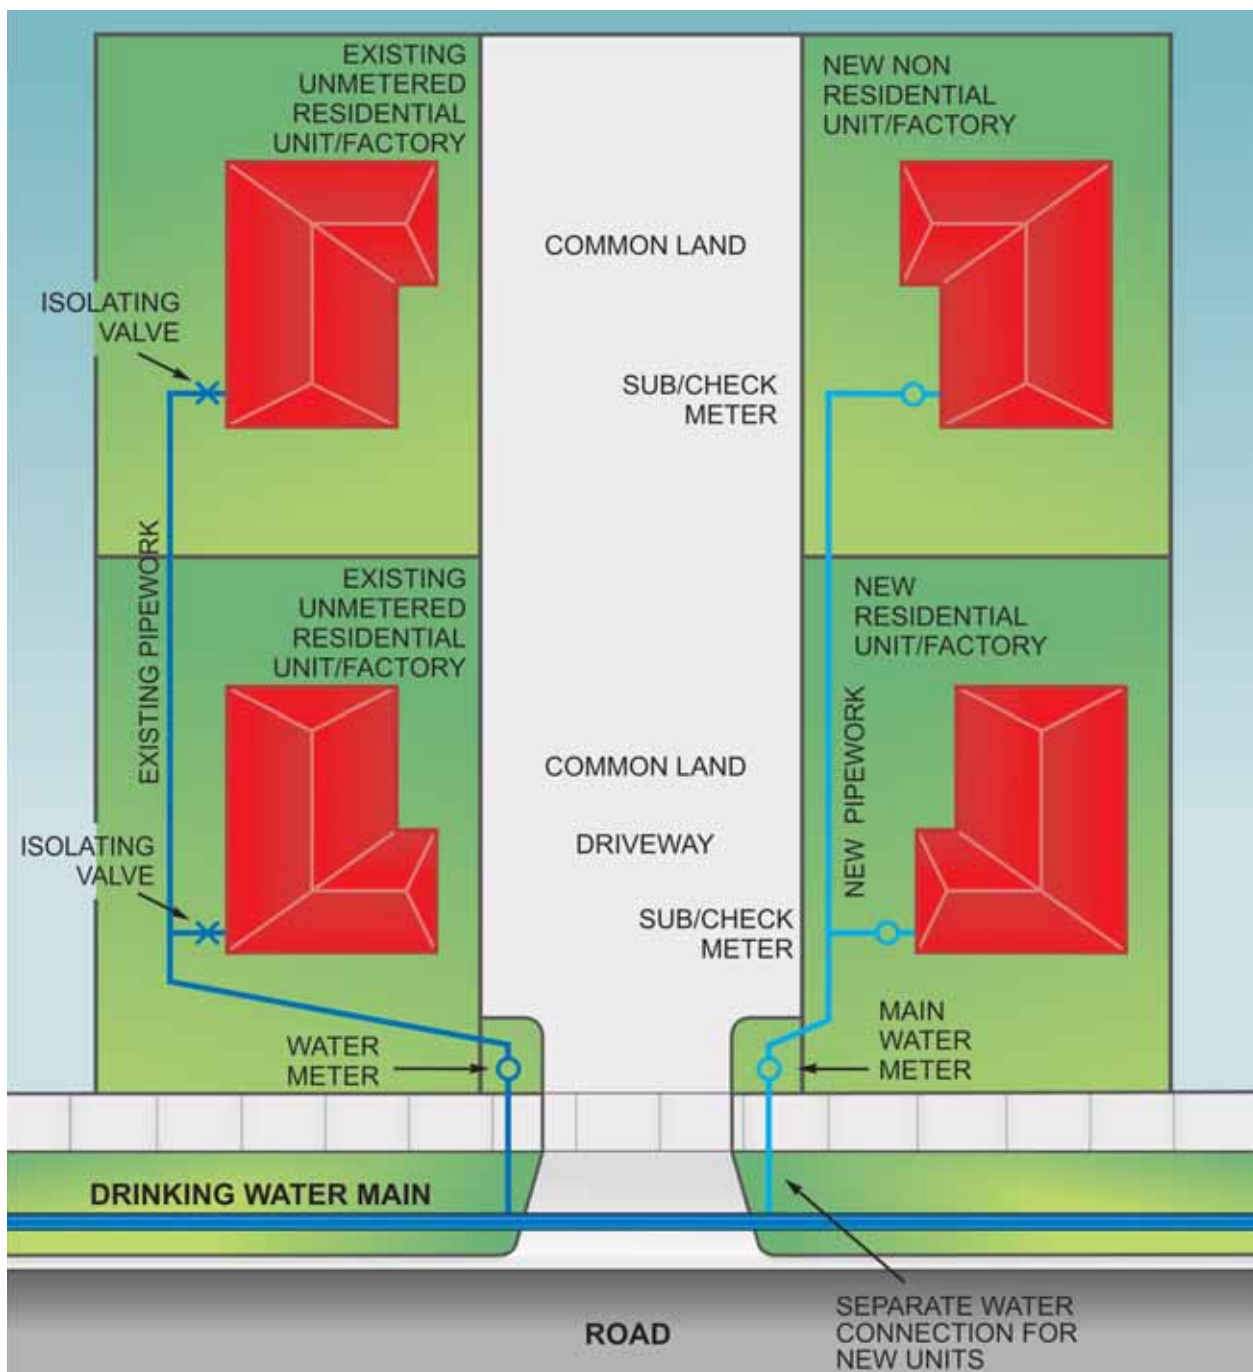 EXISTING
UNMETERED
RESIDENTIAL
UNIT/FACTORY
NEW NON
RESIDENTIAL
UNIT/FACTORY
COMMON LAND
ISOLATING
VALVE
SUB/CHECK
METER
EXISTING PIPEWORK
EXISTING
UNMETERED
RESIDENTIAL
UNIT/FACTORY
NEW
RESIDENTIAL
UNIT/FACTORY
NEW PIPEWORK
COMMON LAND
DRIVEWAY
ISOLATING
VALVE
SUB/CHECK
METER
WATER
METER
MAIN
WATER
METER
DRINKING WATER MAIN
SEPARATE WATER
CONNECTION FOR
NEW UNITS
ROAD